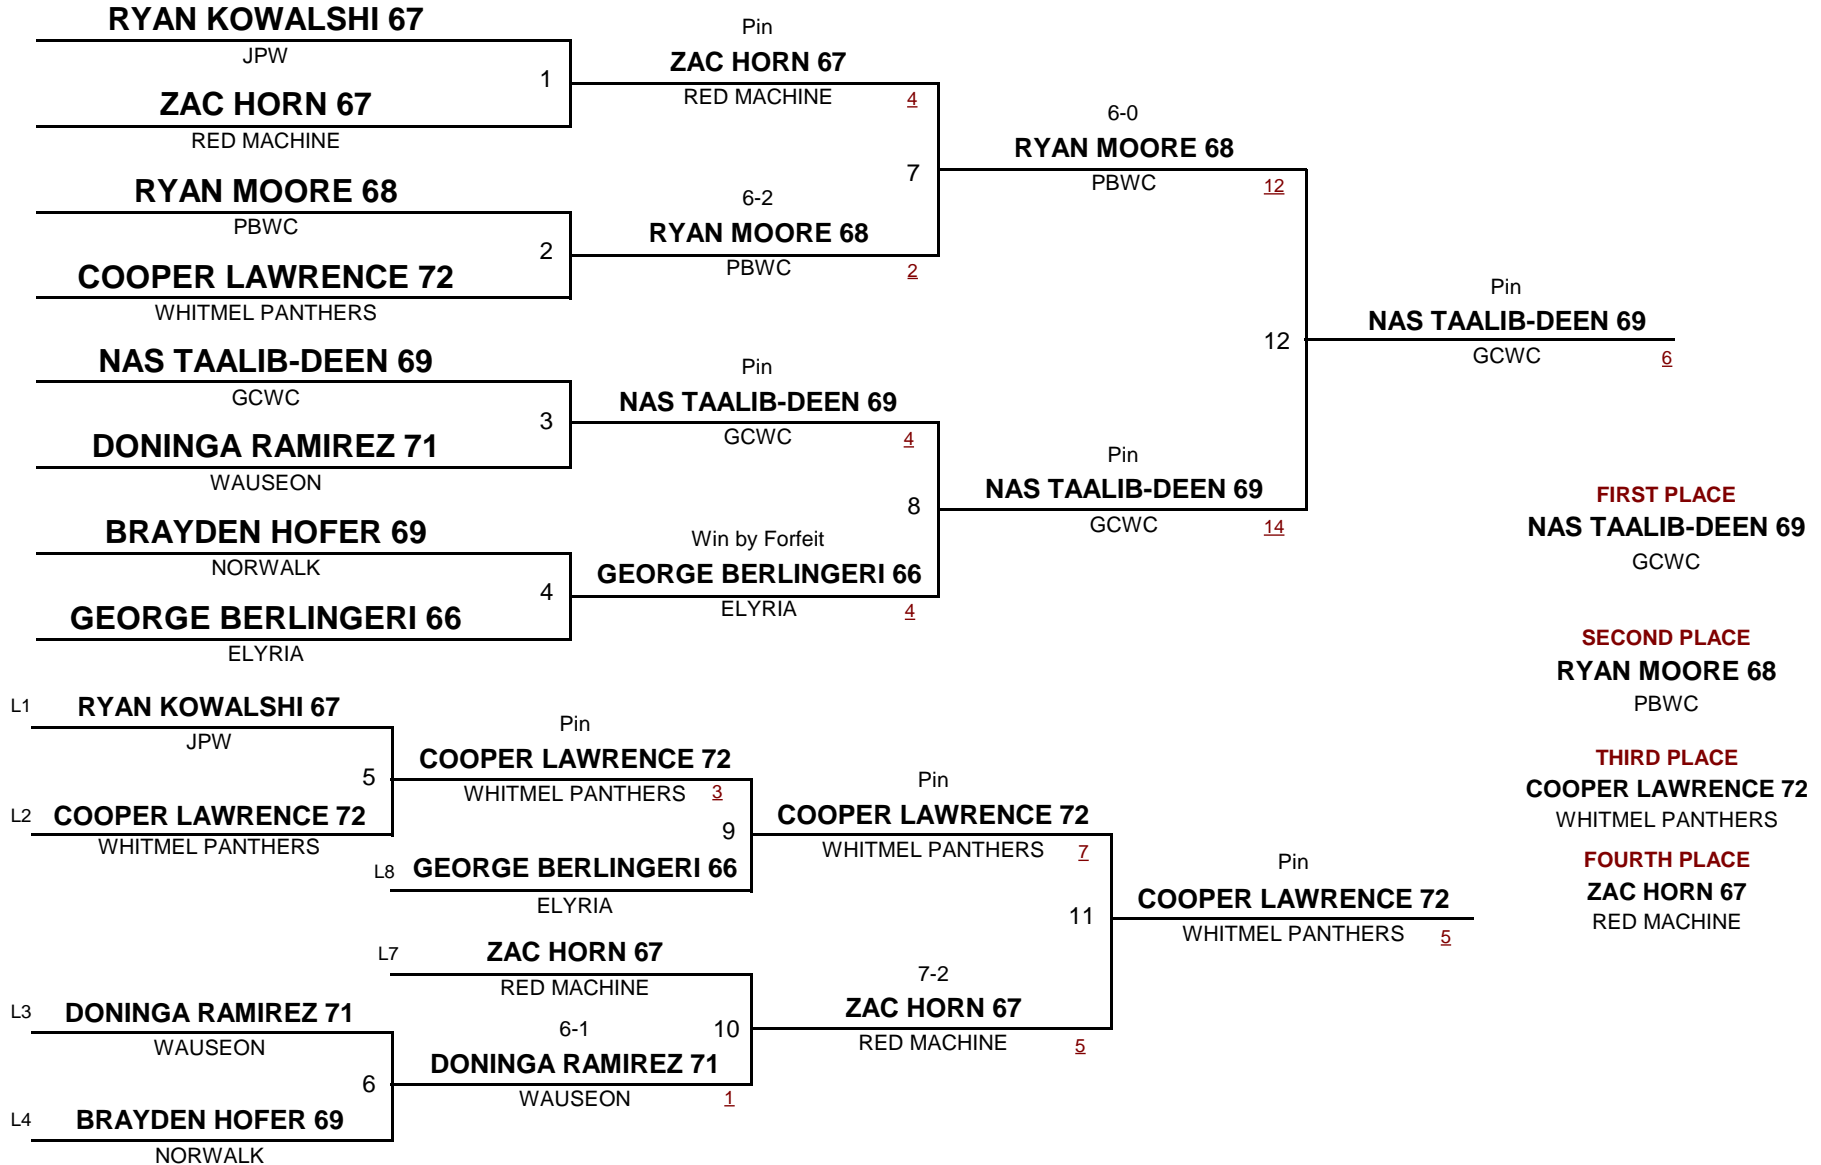 RYAN KOWALSHI 67
JPW
1
ZAC HORN 67
RED MACHINE
RYAN MOORE 68
PBWC
2
COOPER LAWRENCE 72
WHITMEL PANTHERS
NAS TAALIB-DEEN 69
GCWC
3
DONINGA RAMIREZ 71
WAUSEON
BRAYDEN HOFER 69
NORWALK
4
GEORGE BERLINGERI 66
ELYRIA
Pin
ZAC HORN 67
RED MACHINE 4
7
6-2
RYAN MOORE 68
PBWC 2
Pin
NAS TAALIB-DEEN 69
GCWC 4
8
Win by Forfeit
GEORGE BERLINGERI 66
ELYRIA 4
6-0
RYAN MOORE 68
PBWC 12
12
Pin
NAS TAALIB-DEEN 69
GCWC 14
Pin
NAS TAALIB-DEEN 69
GCWC 6
FIRST PLACE
NAS TAALIB-DEEN 69
GCWC
SECOND PLACE
RYAN MOORE 68
PBWC
THIRD PLACE
COOPER LAWRENCE 72
WHITMEL PANTHERS
FOURTH PLACE
ZAC HORN 67
RED MACHINE
L1 RYAN KOWALSHI 67
JPW
5
L2 COOPER LAWRENCE 72
WHITMEL PANTHERS
L3 DONINGA RAMIREZ 71
WAUSEON
6
L4 BRAYDEN HOFER 69
NORWALK
Pin
COOPER LAWRENCE 72
WHITMEL PANTHERS 3
9
L8 GEORGE BERLINGERI 66
ELYRIA
L7 ZAC HORN 67
RED MACHINE
10
6-1
DONINGA RAMIREZ 71
WAUSEON 1
Pin
COOPER LAWRENCE 72
WHITMEL PANTHERS 7
11
7-2
ZAC HORN 67
RED MACHINE 5
Pin
COOPER LAWRENCE 72
WHITMEL PANTHERS 5